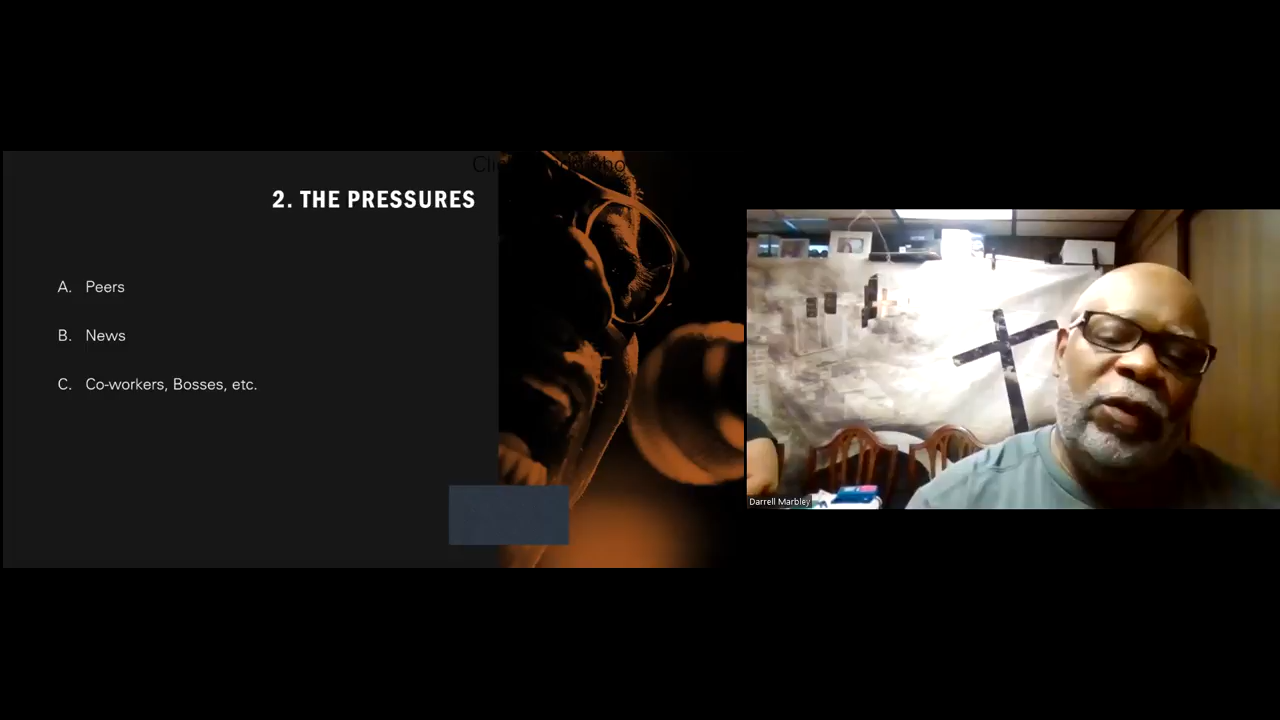 2. THE PRESSURES
A. Peers
B. News
C. Co-workers, Bosses, etc.
Darrell Marbley